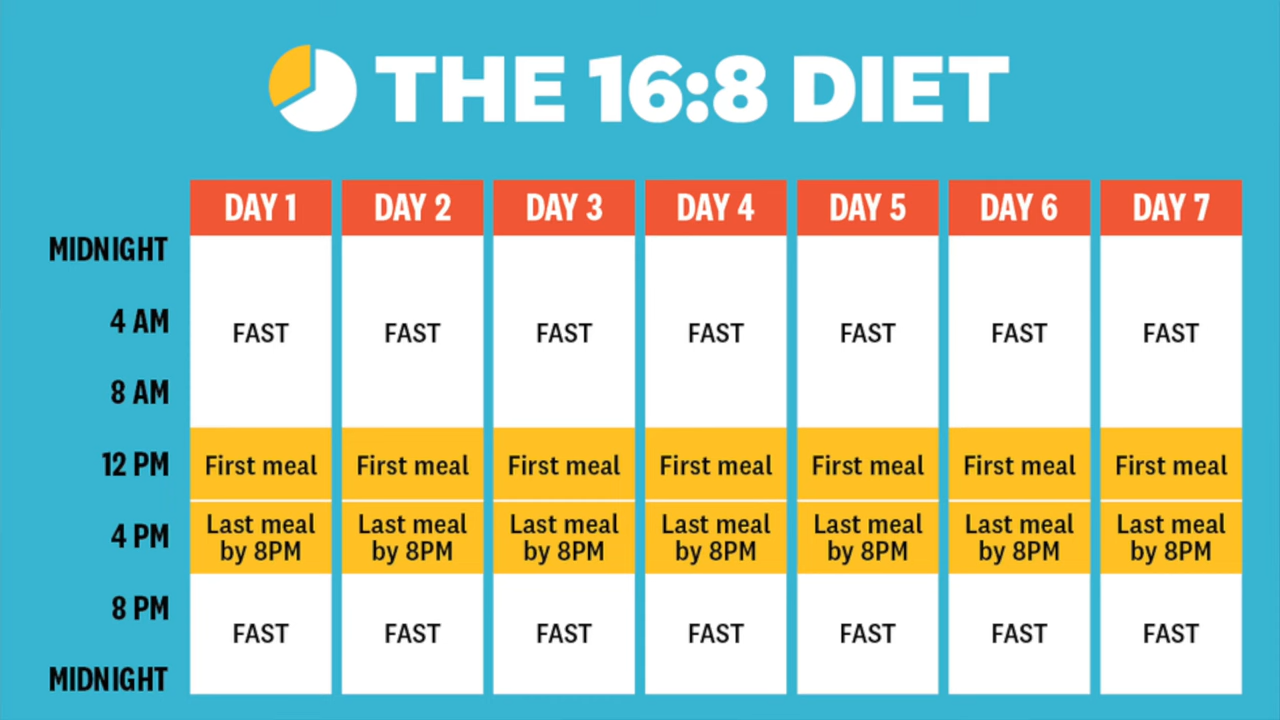 THE 16:8 DIET
DAY 1 DAY 2 DAY 3 DAY 4 DAY 5 DAY 6 DAY 7
MIDNIGHT
4 AM
FAST FAST FAST FAST FAST FAST FAST
8 AM
12 PM First meal First meal First meal First meal First meal First meal First meal
Last meal Last meal Last meal Last meal Last meal Last meal Last meal
4 PM
by 8PM by 8PM by 8PM by 8PM by 8PM by 8PM by 8PM
8 PM
FAST FAST FAST FAST FAST FAST FAST
MIDNIGHT